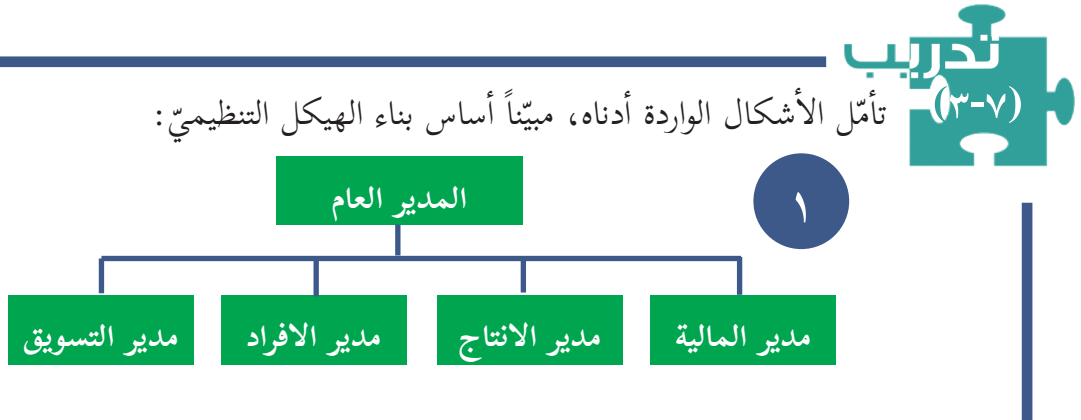 تدريب
(٧-٣)
تأمّل الأشكال الواردة أدناه، مبيّناً أساس بناء الهيكل التنظيميّ:
١
المدير العام
مدير المالية
مدير الانتاج
مدير الافراد
مدير التسويق